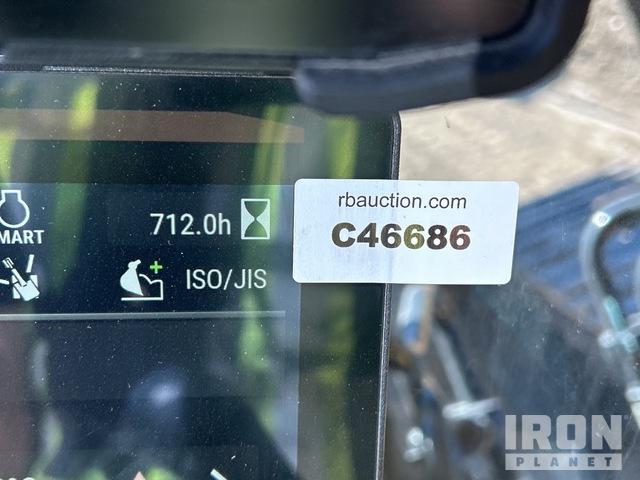 rbauction.com
C46686
712.0h
MART
ISO/JIS
IRON
PLANET